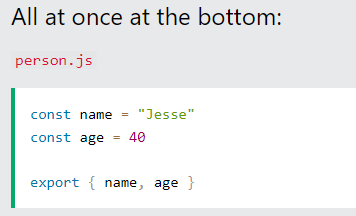 All at once at the bottom:
person.js
const name = "Jesse"
const age = 40
export { name, age }